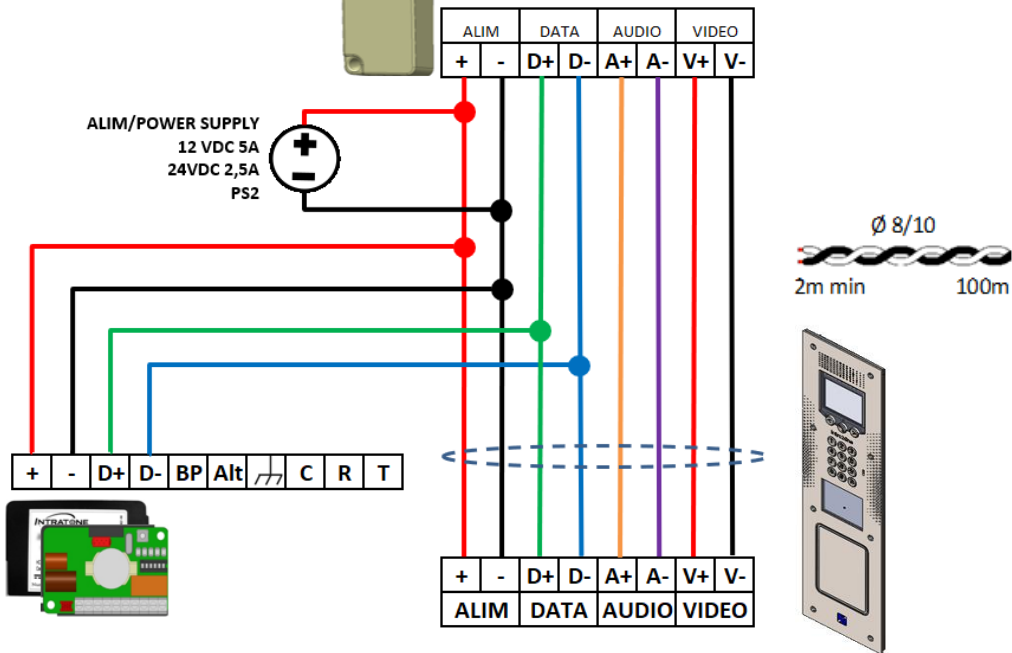 ALIM DATA AUDIO VIDEO
+ - D+ D- A+ A- V+ V-
ALIM/POWER SUPPLY
12 VDC 5A
24VDC 2,5A
PS2
+
−
Ø 8/10
2m min 100m
+ - D+ D- BP Alt C R T
INTRATONE
+ - D+ D- A+ A- V+ V-
ALIM DATA AUDIO VIDEO